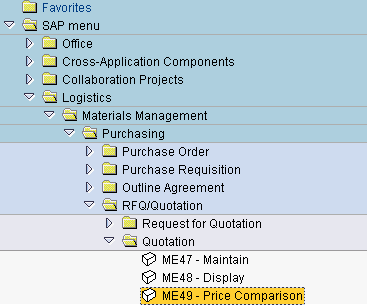 Favorites
SAP menu
Office
Cross-Application Components
Collaboration Projects
Logistics
Materials Management
Purchasing
Purchase Order
Purchase Requisition
Outline Agreement
RFQ/Quotation
Request for Quotation
Quotation
ME47 - Maintain
ME48 - Display
ME49 - Price Comparison